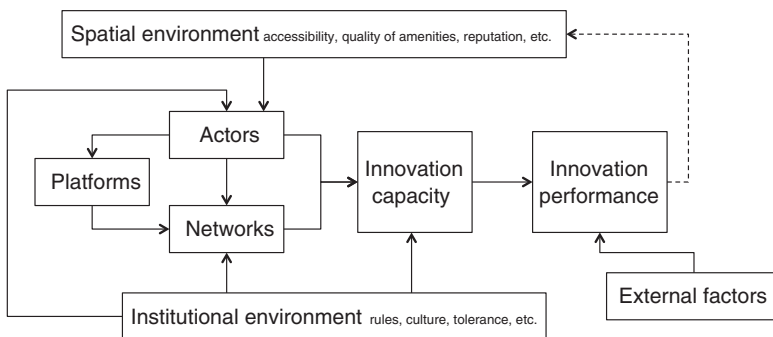 Spatial environment accessibility, quality of amenities, reputation, etc.
Actors
Platforms
Networks
Innovation
capacity
Innovation
performance
External factors
Institutional environment rules, culture, tolerance, etc.